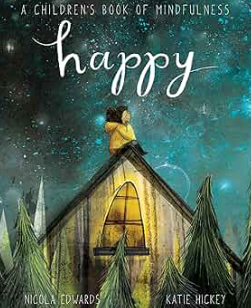 A CHILDREN'S BOOK OF MINDFULNESS
happy
NICOLA EDWARDS KATIE HICKEY